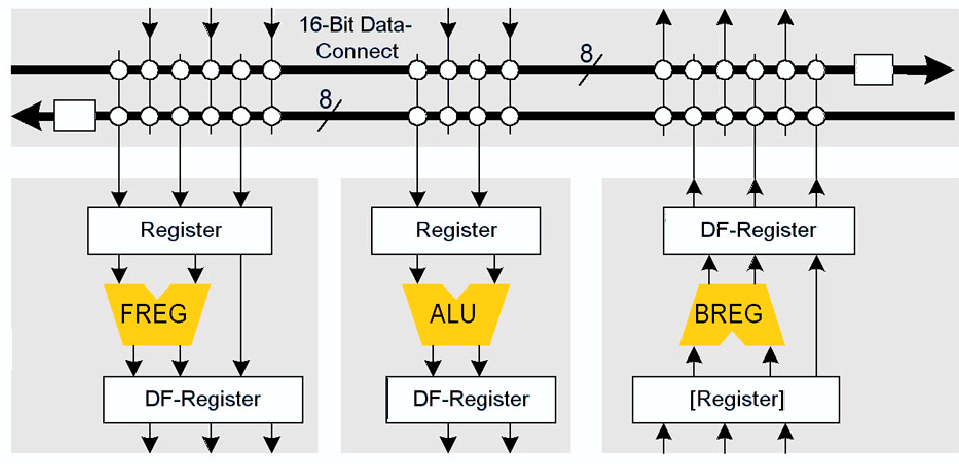 16-Bit Data-
Connect
8
8
Register
Register
DF-Register
FREG
ALU
BREG
DF-Register
DF-Register
[Register]